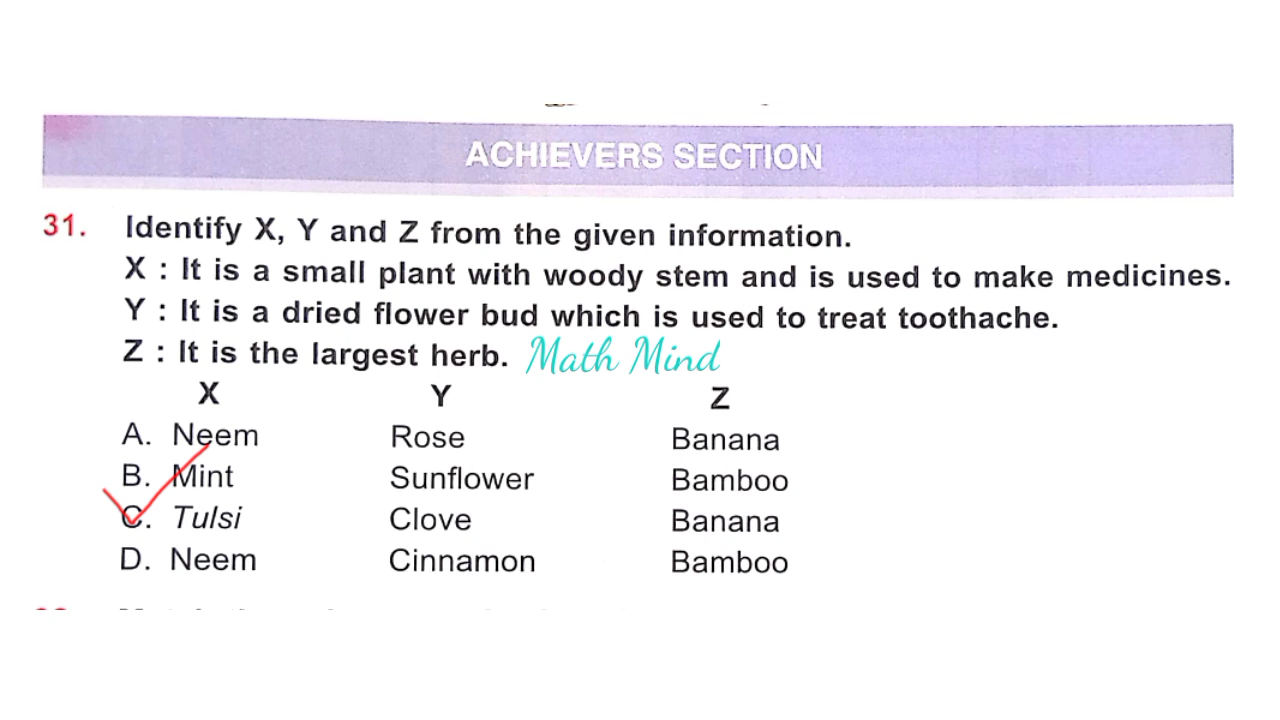 ACHIEVERS SECTION
31. Identify X, Y and Z from the given information.
X : It is a small plant with woody stem and is used to make medicines.
Y : It is a dried flower bud which is used to treat toothache.
Z : It is the largest herb. Math Mind
X Y Z
A. Neem Rose Banana
B. Mint Sunflower Bamboo
C. Tulsi Clove Banana
D. Neem Cinnamon Bamboo